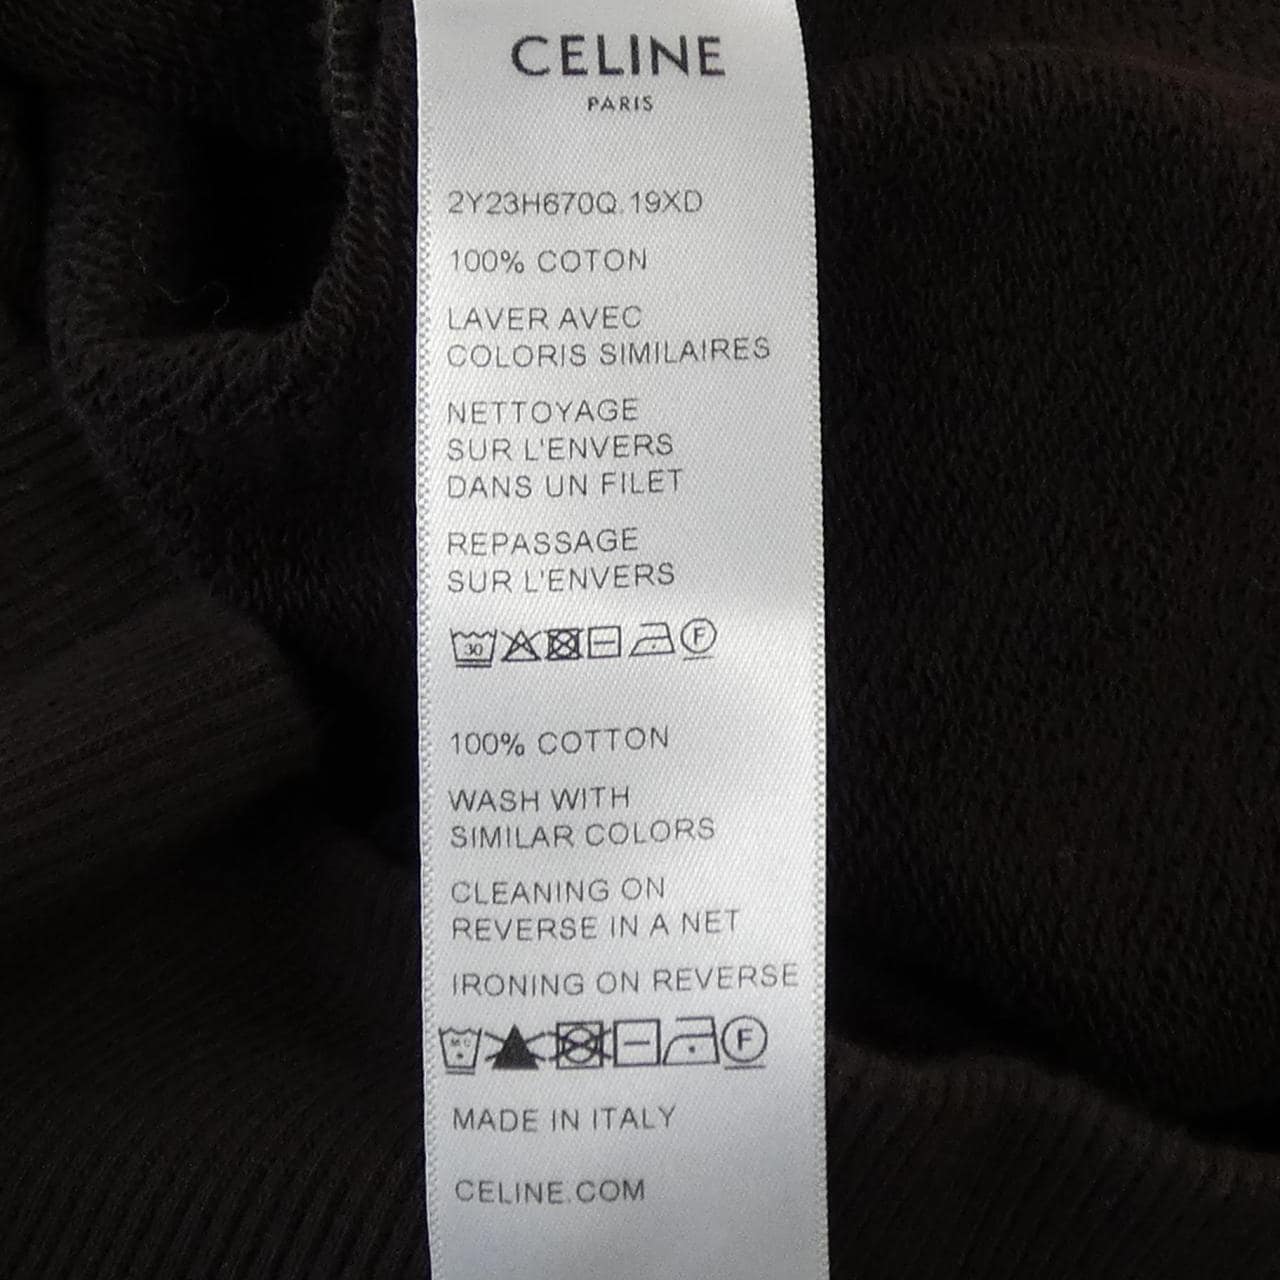 CELINE
PARIS
2Y23H670Q.19XD
100% COTON
LAVER AVEC
COLORIS SIMILAIRES
NETTOYAGE
SUR L'ENVERS
DANS UN FILET
REPASSAGE
SUR L'ENVERS
30 F
100% COTTON
WASH WITH
SIMILAR COLORS
CLEANING ON
REVERSE IN A NET
IRONING ON REVERSE
MC F
MADE IN ITALY
CELINE.COM